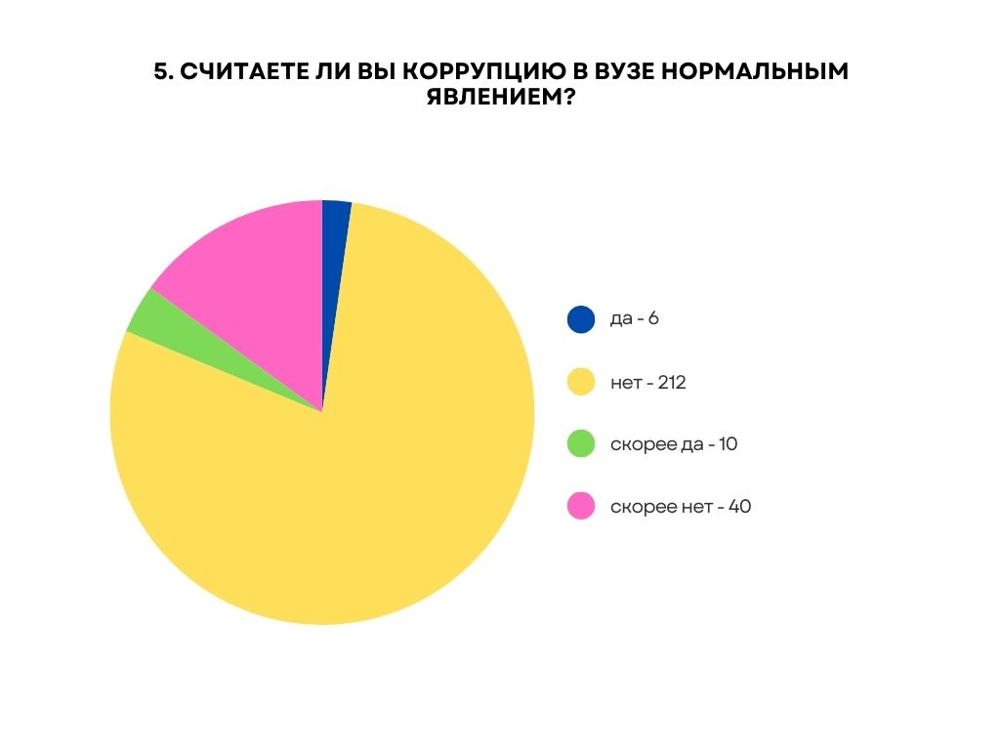 5. СЧИТАЕТЕ ЛИ ВЫ КОРРУПЦИЮ В ВУЗЕ НОРМАЛЬНЫМ
ЯВЛЕНИЕМ?
да - 6
нет - 212
скорее да - 10
скорее нет - 40